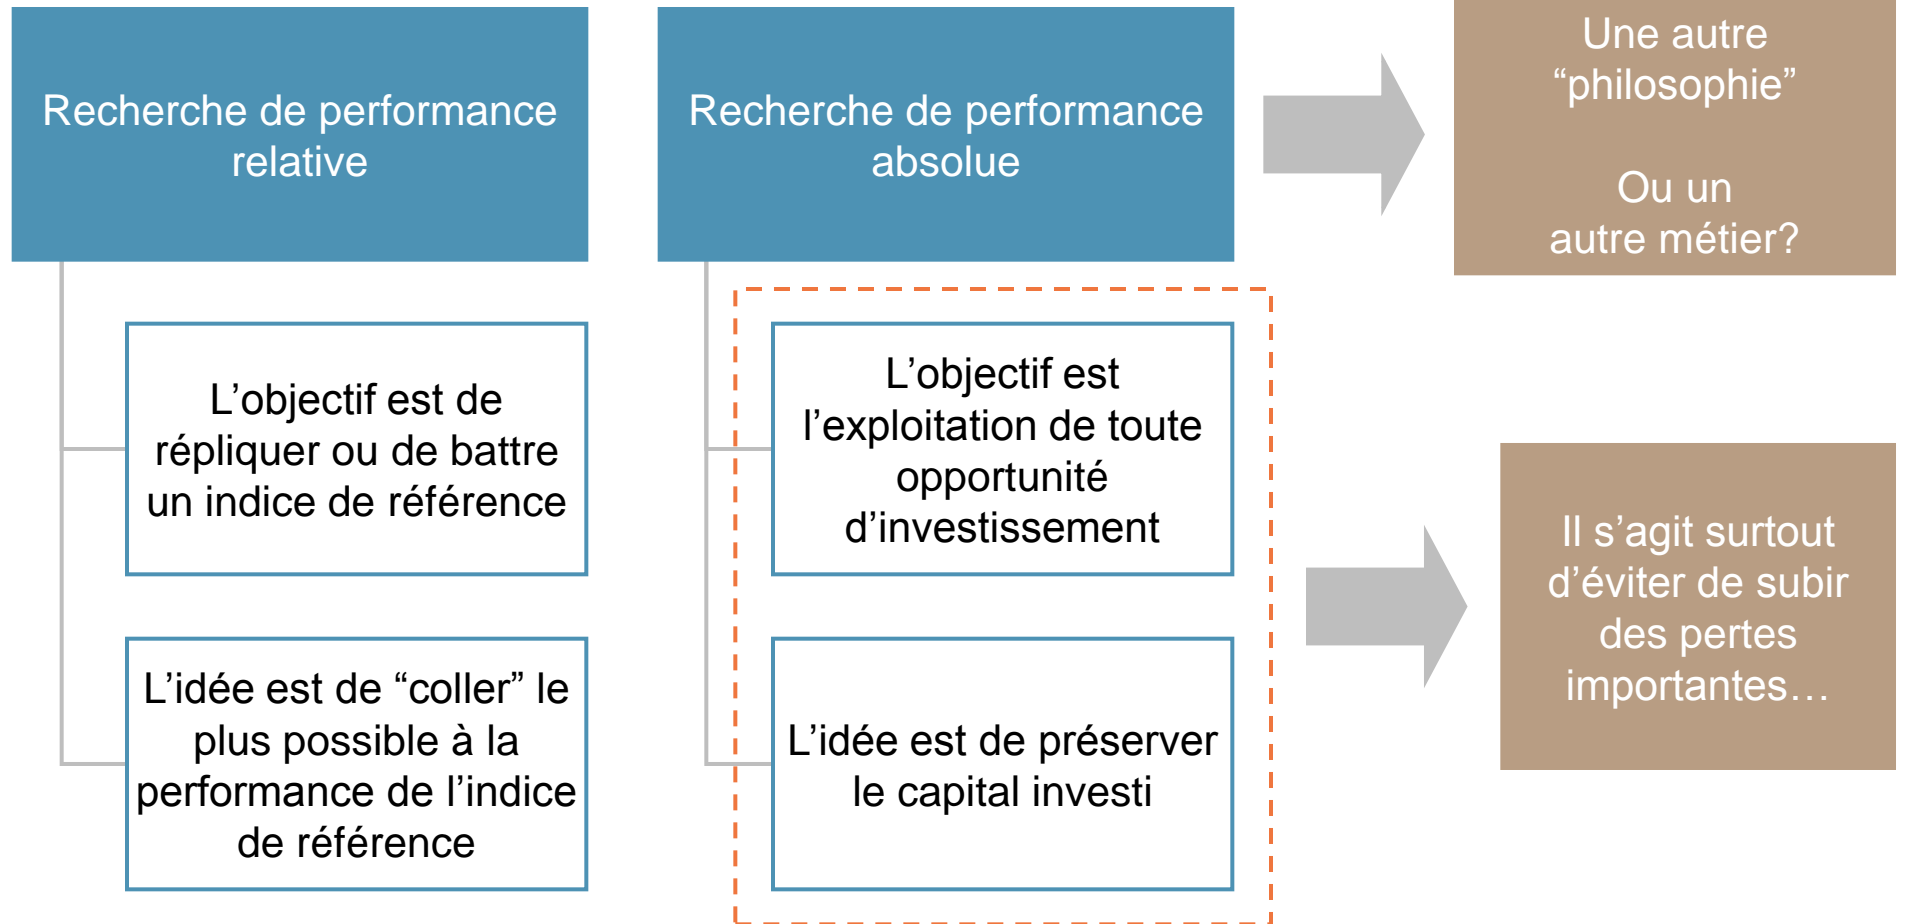 Recherche de performance
relative
Recherche de performance
absolue
Une autre
“philosophie”
Ou un
autre métier?
L’objectif est de
répliquer ou de battre
un indice de référence
L’objectif est
l’exploitation de toute
opportunité
d’investissement
Il s’agit surtout
d’éviter de subir
des pertes
importantes…
L’idée est de “coller” le
plus possible à la
performance de l’indice
de référence
L’idée est de préserver
le capital investi